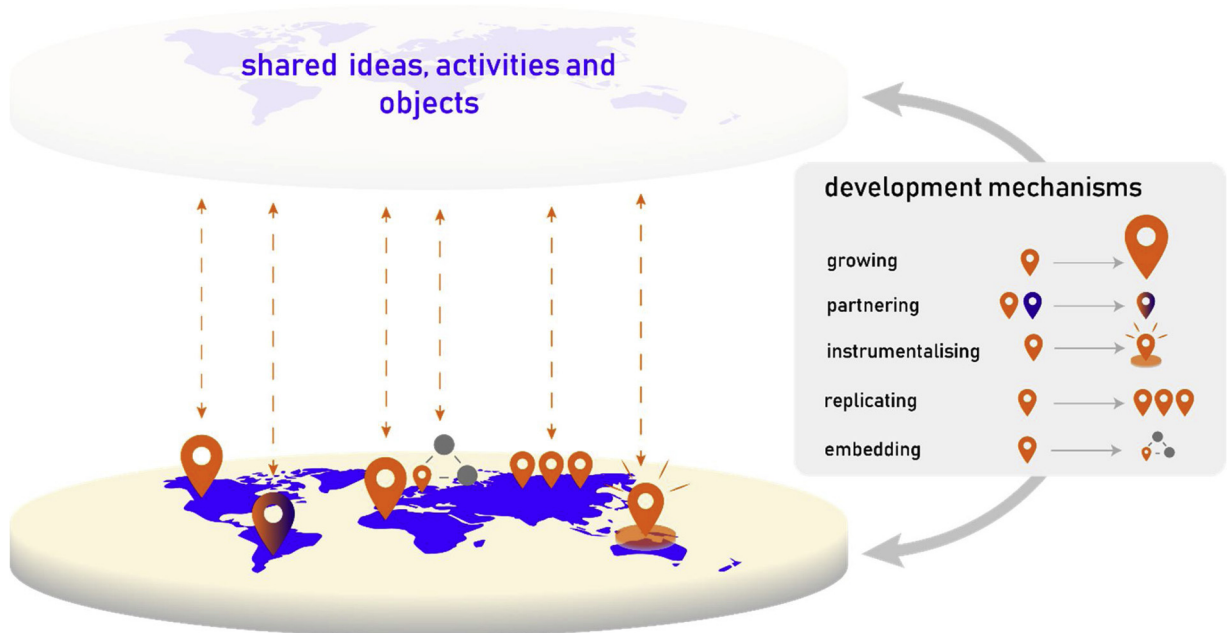 shared ideas, activities and
objects
development mechanisms
growing
partnering
instrumentalising
replicating
embedding